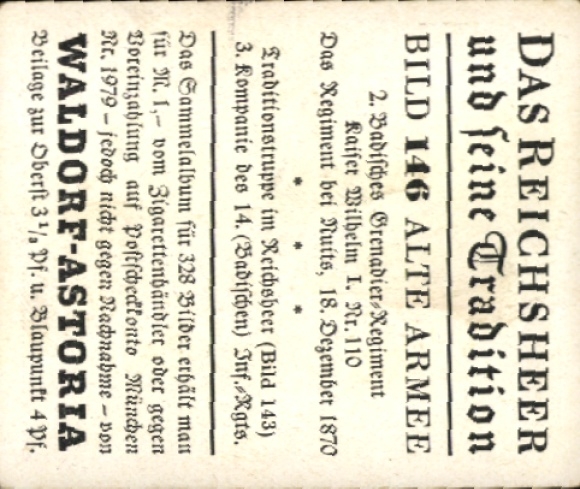 DAS REICHSHEER
und seine Tradition
BILD 146 ALTE ARMEE
2. Badisches Grenadier-Regiment
Kaiser Wilhelm I. Nr. 110
Das Regiment bei Nuits, 18. Dezember 1870
* * *
Traditionstruppe im Reichsheer (Bild 143)
3. Kompanie des 14. (Badischen) Inf.-Rgts.
Das Sammelalbum für 328 Bilder erhält man
für M. 1,– vom Zigarettenhändler oder gegen
Voreinzahlung auf Postscheckkonto München
Nr. 1979 – jedoch nicht gegen Nachnahme – von
WALDORF-ASTORIA
Beilage zur Oberst 3 1/3 Pf. u. Blaupunkt 4 Pf.